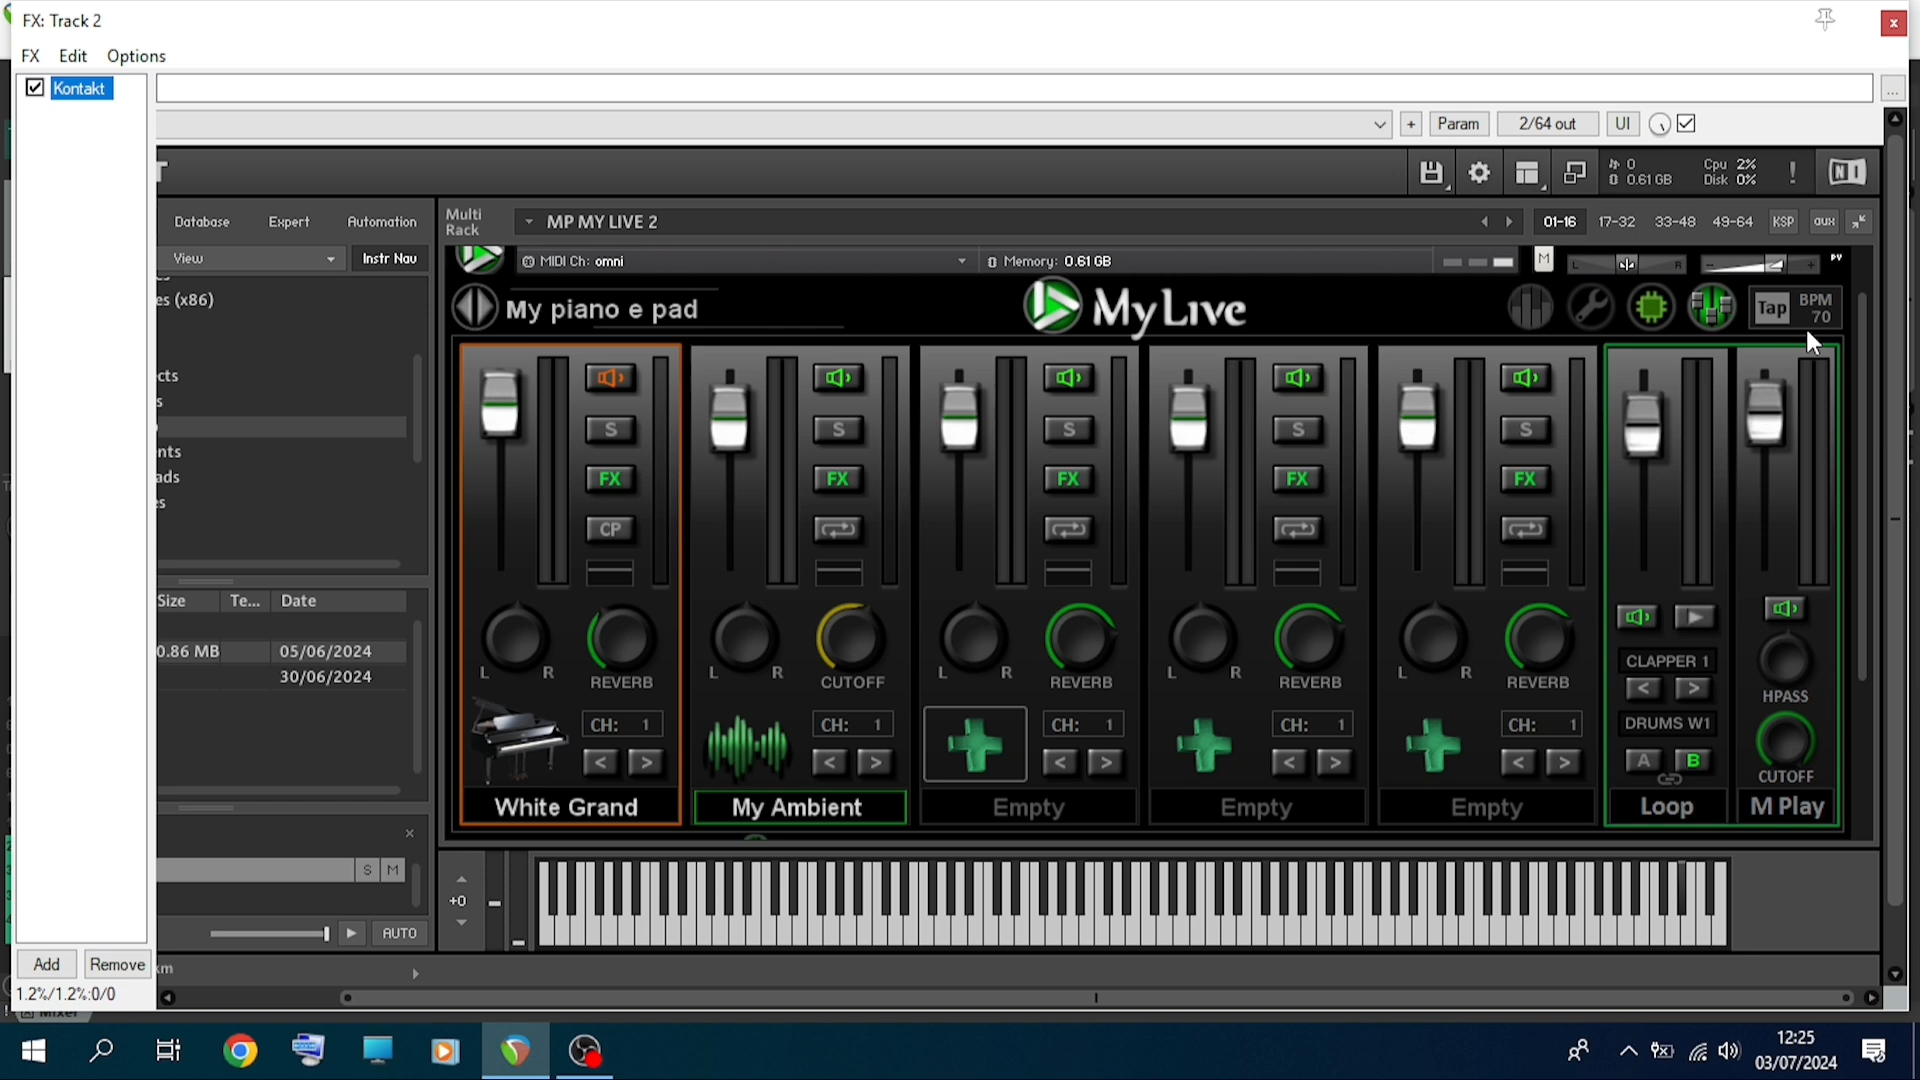 FX: Track 2
FX Edit Options
Kontakt
...
+ Param 2/64 out UI
T
0
0.61 GB
Cpu 2%
Disk 0%
!
NI
Database Expert Automation
Multi
Rack
MP MY LIVE 2
01-16 17-32 33-48 49-64 KSP aux
View
Instr Nav
MIDI Ch: omni
Memory: 0.61 GB
M
L R
- +
PV
es (x86)
cts
s
nts
ads
s
My piano e pad
My Live
Tap
BPM
70
S S S S S
FX FX FX FX FX
CP
L R REVERB
L R CUTOFF
L R REVERB
L R REVERB
L R REVERB
CLAPPER 1
< >
DRUMS W1
A B
HPASS
CUTOFF
CH: 1 CH: 1 CH: 1 CH: 1 CH: 1
< > < > < > < > < >
White Grand
My Ambient
Empty
Empty
Empty
Loop
M Play
Size Te... Date
0.86 MB 05/06/2024
30/06/2024
×
S M
AUTO
+0
Add Remove
km
1.2%/1.2%:0/0
Mixer
12:25
03/07/2024